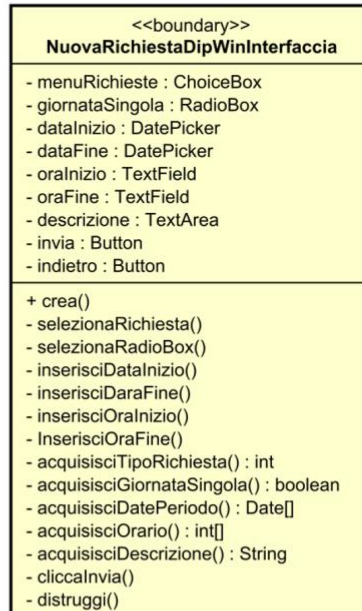 <<boundary>>
NuovaRichiestaDipWinInterfaccia
- menuRichieste : ChoiceBox
- giornataSingola : RadioBox
- dataInizio : DatePicker
- dataFine : DatePicker
- oraInizio : TextField
- oraFine : TextField
- descrizione : TextArea
- invia : Button
- indietro : Button
+ crea()
- selezionaRichiesta()
- selezionaRadioBox()
- inserisciDataInizio()
- inserisciDaraFine()
- inserisciOraInizio()
- InserisciOraFine()
- acquisisciTipoRichiesta() : int
- acquisisciGiornataSingola() : boolean
- acquisisciDatePeriodo() : Date[]
- acquisisciOrario() : int[]
- acquisisciDescrizione() : String
- cliccaInvia()
- distruggi()